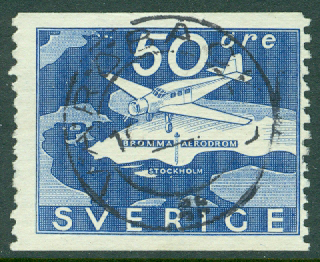 50 öre
BROMMA AERODROM
STOCKHOLM
SVERIGE